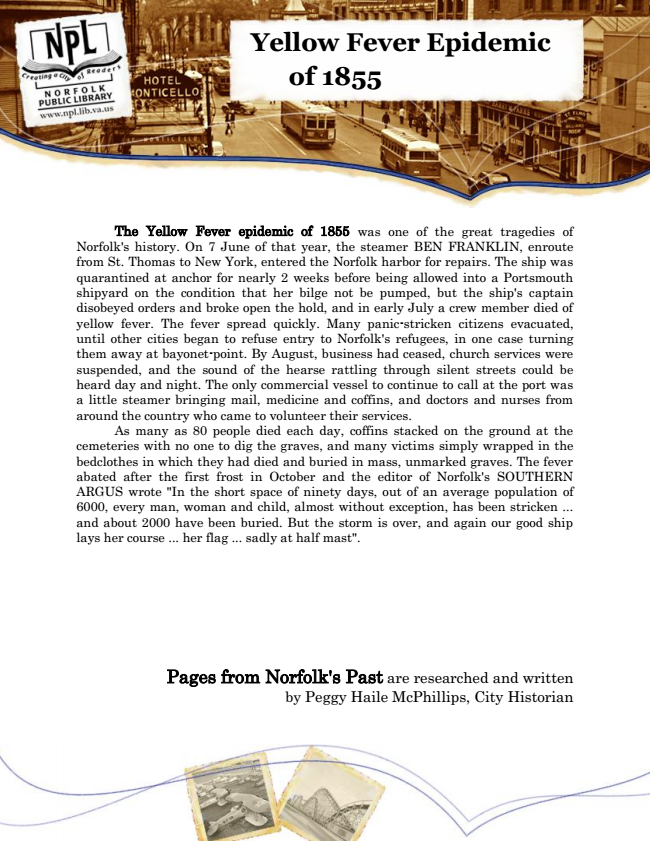 NPL
Creating a City of Readers
NORFOLK
PUBLIC LIBRARY
www.npl.lib.va.us
HOTEL
MONTICELLO
Yellow Fever Epidemic
of 1855
The Yellow Fever epidemic of 1855 was one of the great tragedies of
Norfolk's history. On 7 June of that year, the steamer BEN FRANKLIN, enroute
from St. Thomas to New York, entered the Norfolk harbor for repairs. The ship was
quarantined at anchor for nearly 2 weeks before being allowed into a Portsmouth
shipyard on the condition that her bilge not be pumped, but the ship's captain
disobeyed orders and broke open the hold, and in early July a crew member died of
yellow fever. The fever spread quickly. Many panic-stricken citizens evacuated,
until other cities began to refuse entry to Norfolk's refugees, in one case turning
them away at bayonet-point. By August, business had ceased, church services were
suspended, and the sound of the hearse rattling through silent streets could be
heard day and night. The only commercial vessel to continue to call at the port was
a little steamer bringing mail, medicine and coffins, and doctors and nurses from
around the country who came to volunteer their services.
As many as 80 people died each day, coffins stacked on the ground at the
cemeteries with no one to dig the graves, and many victims simply wrapped in the
bedclothes in which they had died and buried in mass, unmarked graves. The fever
abated after the first frost in October and the editor of Norfolk's SOUTHERN
ARGUS wrote "In the short space of ninety days, out of an average population of
6000, every man, woman and child, almost without exception, has been stricken ...
and about 2000 have been buried. But the storm is over, and again our good ship
lays her course ... her flag ... sadly at half mast".
Pages from Norfolk's Past are researched and written
by Peggy Haile McPhillips, City Historian